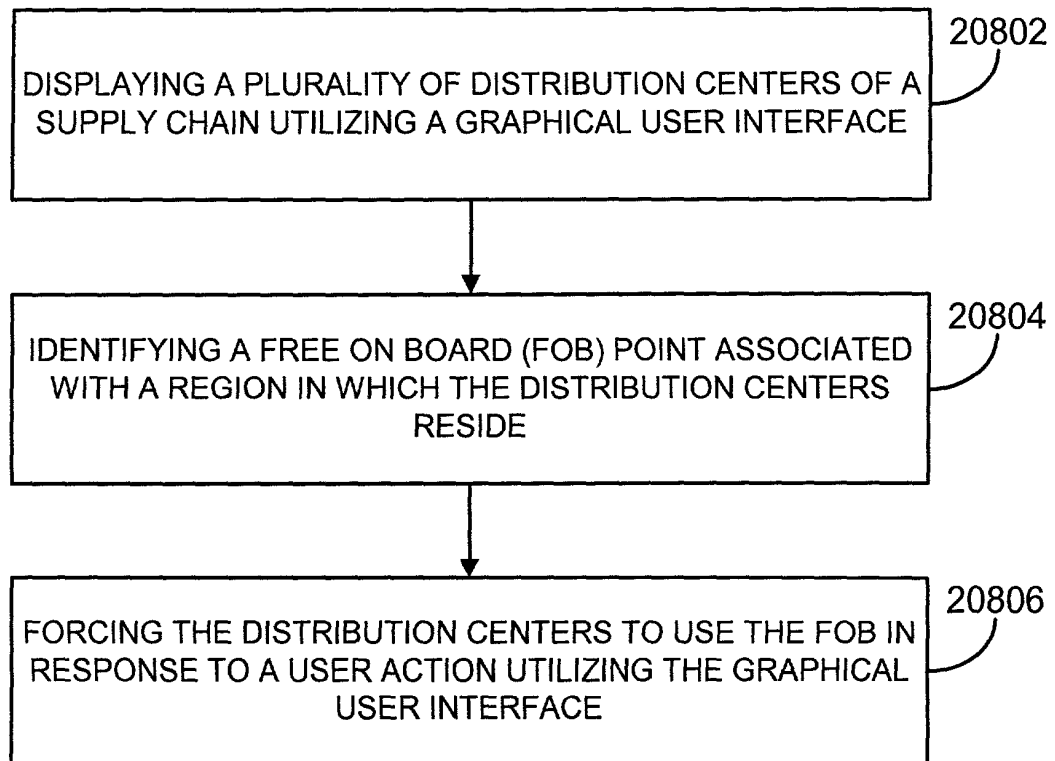 20802
DISPLAYING A PLURALITY OF DISTRIBUTION CENTERS OF A
SUPPLY CHAIN UTILIZING A GRAPHICAL USER INTERFACE
20804
IDENTIFYING A FREE ON BOARD (FOB) POINT ASSOCIATED
WITH A REGION IN WHICH THE DISTRIBUTION CENTERS
RESIDE
20806
FORCING THE DISTRIBUTION CENTERS TO USE THE FOB IN
RESPONSE TO A USER ACTION UTILIZING THE GRAPHICAL
USER INTERFACE